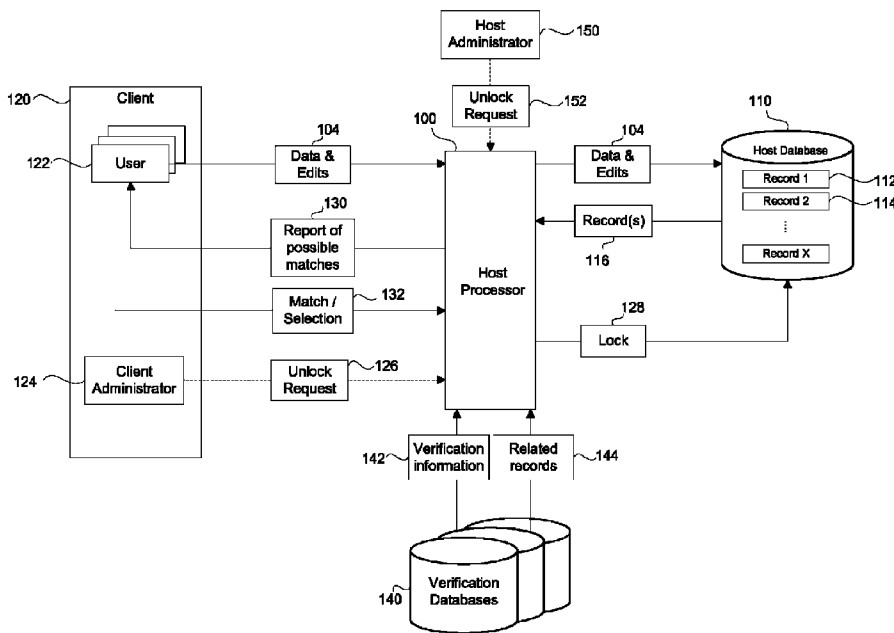 Host
Administrator
150
120
Client
Unlock
Request
152
104
100
104
110
122
User
Data &
Edits
Data &
Edits
Host Database
Record 1
112
Record 2
114
130
Report of
possible
matches
Record(s)
116
Record X
Host
Processor
Match /
Selection
132
128
Lock
124
Client
Administrator
Unlock
Request
126
142
Verification
information
Related
records
144
140
Verification
Databases